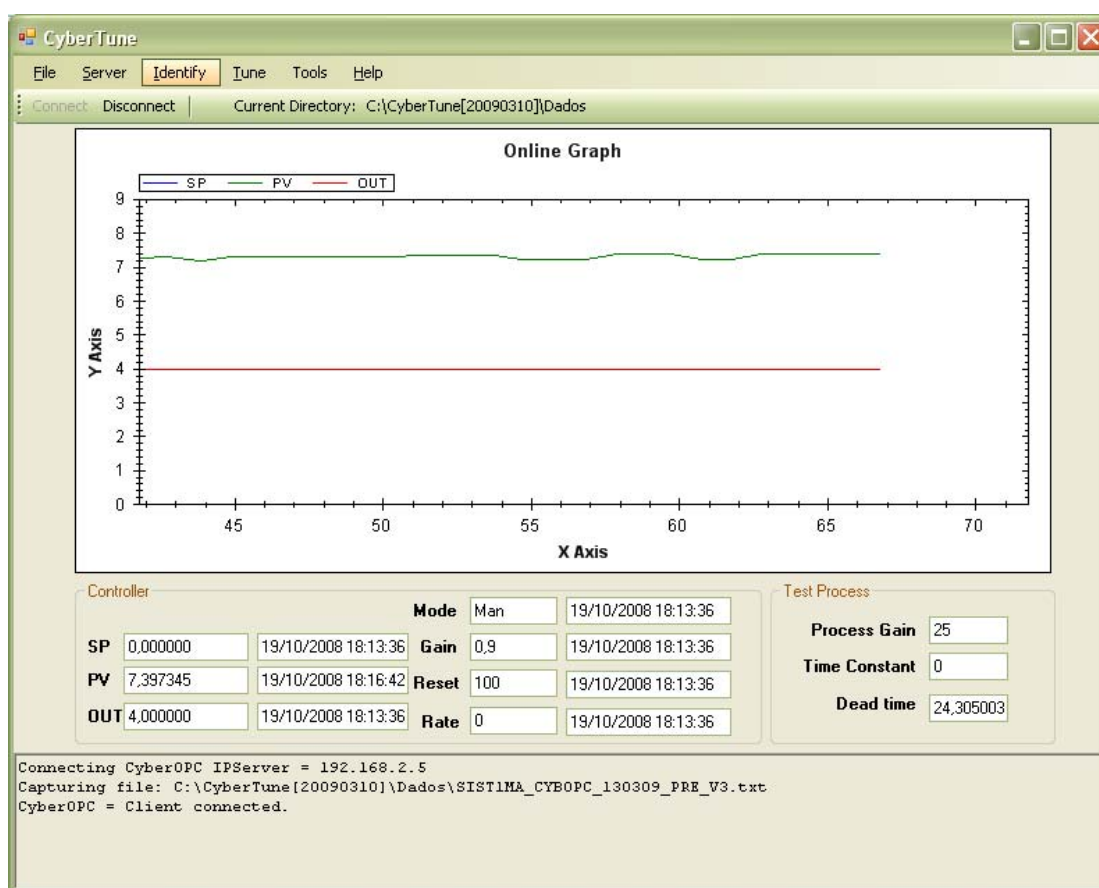 CyberTune
File Server Identify Tune Tools Help
Connect Disconnect Current Directory: C:\CyberTune[20090310]\Dados
Online Graph
SP PV OUT
9
8
7
6
5
4
3
2
1
0
Y Axis
45 50 55 60 65 70
X Axis
Controller
Mode Man 19/10/2008 18:13:36
SP 0,000000 19/10/2008 18:13:36 Gain 0,9 19/10/2008 18:13:36
PV 7,397345 19/10/2008 18:16:42 Reset 100 19/10/2008 18:13:36
OUT 4,000000 19/10/2008 18:13:36 Rate 0 19/10/2008 18:13:36
Test Process
Process Gain 25
Time Constant 0
Dead time 24,305003
Connecting CyberOPC IPServer = 192.168.2.5
Capturing file: C:\CyberTune[20090310]\Dados\SIST1MA_CYBOPC_130309_PRE_V3.txt
CyberOPC = Client connected.